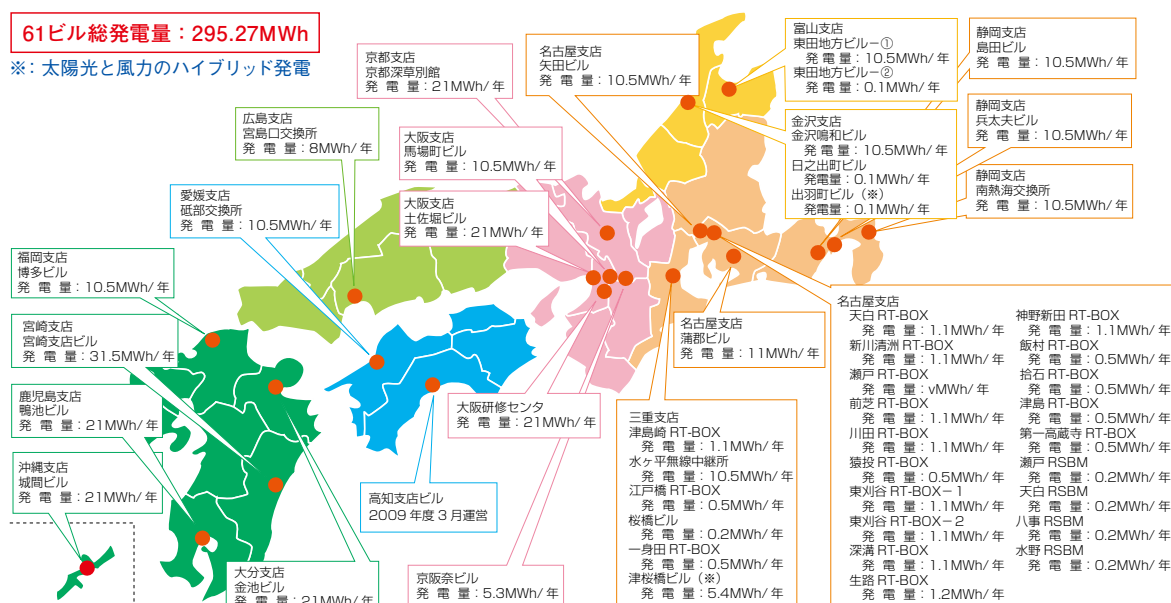 61ビル総発電量：295.27MWh
※：太陽光と風力のハイブリッド発電
京都支店
京都深草別館
発 電 量：21MWh/年
名古屋支店
矢田ビル
発 電 量：10.5MWh/年
富山支店
東田地方ビルー①
発 電 量：10.5MWh/年
東田地方ビルー②
発 電 量：0.1MWh/年
静岡支店
島田ビル
発 電 量：10.5MWh/年
広島支店
宮島口交換所
発 電 量：8MWh/年
大阪支店
馬場町ビル
発 電 量：10.5MWh/年
金沢支店
金沢鳴和ビル
発 電 量：10.5MWh/年
日之出町ビル
発電量：0.1MWh/年
出羽町ビル（※）
発電量：0.1MWh/年
静岡支店
兵太夫ビル
発 電 量：10.5MWh/年
静岡支店
南熱海交換所
発 電 量：10.5MWh/年
愛媛支店
砥部交換所
発 電 量：10.5MWh/年
大阪支店
土佐堀ビル
発 電 量：21MWh/年
福岡支店
博多ビル
発 電 量：10.5MWh/年
宮崎支店
宮崎支店ビル
発 電 量：31.5MWh/年
鹿児島支店
鴨池ビル
発 電 量：21MWh/年
沖縄支店
城間ビル
発 電 量：21MWh/年
大分支店
金池ビル
発 電 量：21MWh/年
高知支店ビル
2009年度3月運営
大阪研修センタ
発 電 量：21MWh/年
京阪奈ビル
発 電 量：5.3MWh/年
名古屋支店
蒲郡ビル
発 電 量：11MWh/年
三重支店
津島崎 RT-BOX
発 電 量：1.1MWh/年
水ヶ平無線中継所
発 電 量：10.5MWh/年
江戸橋 RT-BOX
発 電 量：0.5MWh/年
桜橋ビル
発 電 量：0.2MWh/年
一身田 RT-BOX
発 電 量：0.5MWh/年
津桜橋ビル（※）
発 電 量：5.4MWh/年
名古屋支店
天白 RT-BOX
発 電 量：1.1MWh/年
新川清洲 RT-BOX
発 電 量：1.1MWh/年
瀬戸 RT-BOX
発 電 量：vMWh/年
前芝 RT-BOX
発 電 量：1.1MWh/年
川田 RT-BOX
発 電 量：1.1MWh/年
猿投 RT-BOX
発 電 量：0.5MWh/年
東刈谷 RT-BOX－1
発 電 量：1.1MWh/年
東刈谷 RT-BOX－2
発 電 量：1.1MWh/年
深溝 RT-BOX
発 電 量：1.1MWh/年
生路 RT-BOX
発 電 量：1.2MWh/年
神野新田 RT-BOX
発 電 量：1.1MWh/年
飯村 RT-BOX
発 電 量：0.5MWh/年
拾石 RT-BOX
発 電 量：0.5MWh/年
津島 RT-BOX
発 電 量：0.5MWh/年
第一高蔵寺 RT-BOX
発 電 量：0.5MWh/年
瀬戸 RSBM
発 電 量：0.2MWh/年
天白 RSBM
発 電 量：0.2MWh/年
八事 RSBM
発 電 量：0.2MWh/年
水野 RSBM
発 電 量：0.2MWh/年